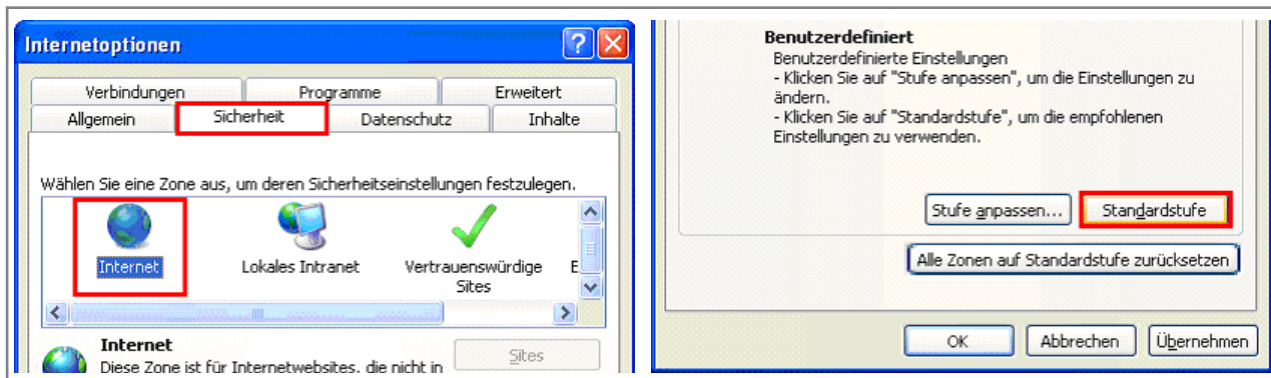 Internetoptionen
Verbindungen Programme Erweitert
Allgemein Sicherheit Datenschutz Inhalte
Wählen Sie eine Zone aus, um deren Sicherheitseinstellungen festzulegen.
Internet Lokales Intranet Vertrauenswürdige E
Sites
Internet
Sites
Diese Zone ist für Internetwebsites, die nicht in
Benutzerdefiniert
Benutzerdefinierte Einstellungen
- Klicken Sie auf "Stufe anpassen", um die Einstellungen zu
ändern.
- Klicken Sie auf "Standardstufe", um die empfohlenen
Einstellungen zu verwenden.
Stufe anpassen... Standardstufe
Alle Zonen auf Standardstufe zurücksetzen
OK Abbrechen Übernehmen